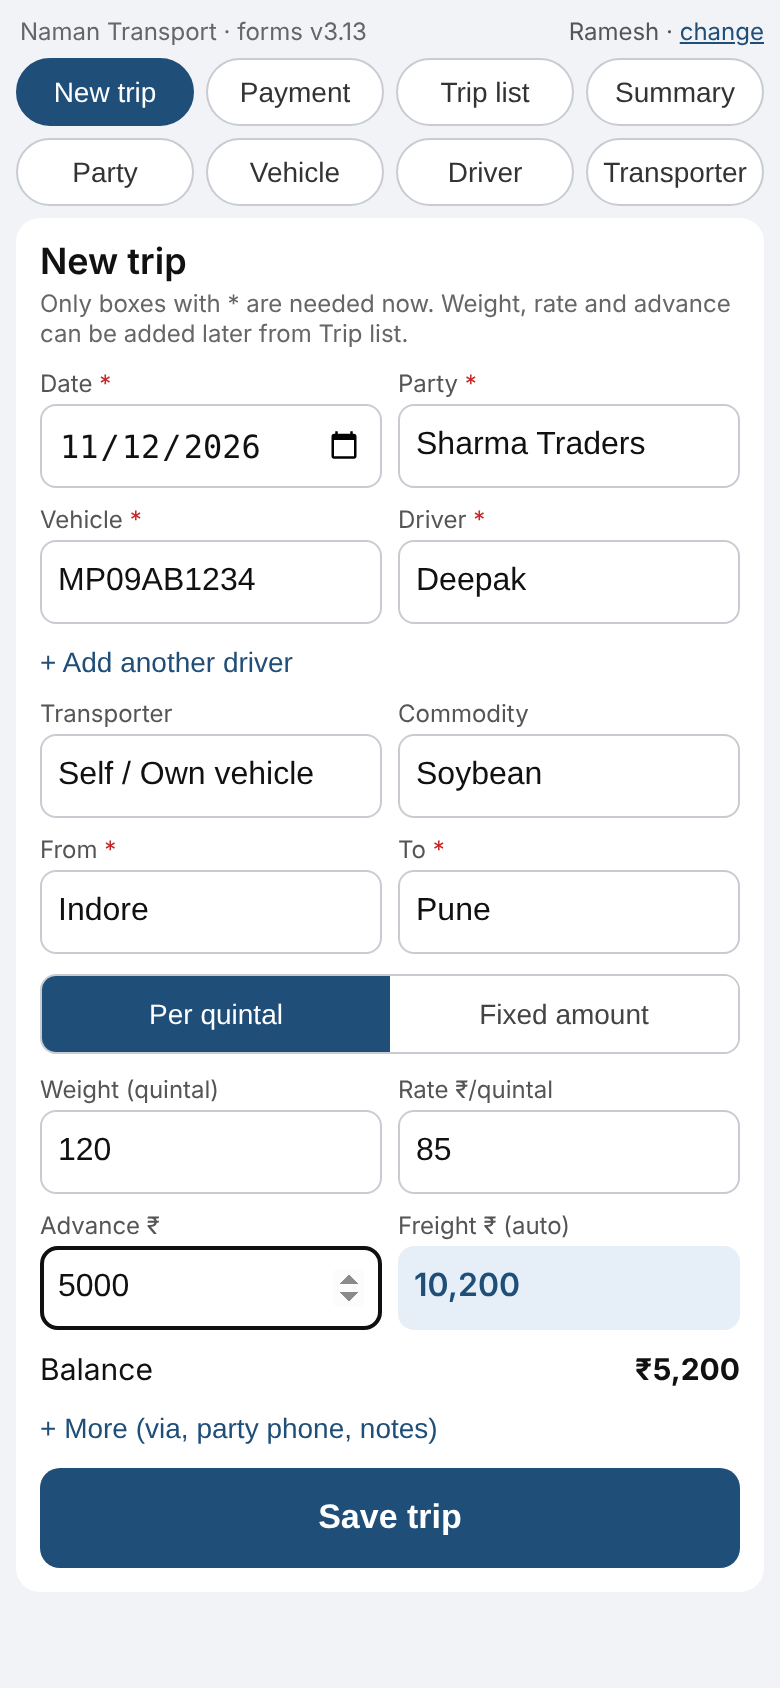 Naman Transport · forms v3.13
Ramesh · change
New trip
Payment
Trip list
Summary
Party
Vehicle
Driver
Transporter
New trip
Only boxes with * are needed now. Weight, rate and advance
can be added later from Trip list.
Date *
Party *
11/12/2026
Sharma Traders
Vehicle *
Driver *
MP09AB1234
Deepak
+ Add another driver
Transporter
Commodity
Self / Own vehicle
Soybean
From *
To *
Indore
Pune
Per quintal
Fixed amount
Weight (quintal)
Rate ₹/quintal
120
85
Advance ₹
Freight ₹ (auto)
5000
10,200
Balance
₹5,200
+ More (via, party phone, notes)
Save trip